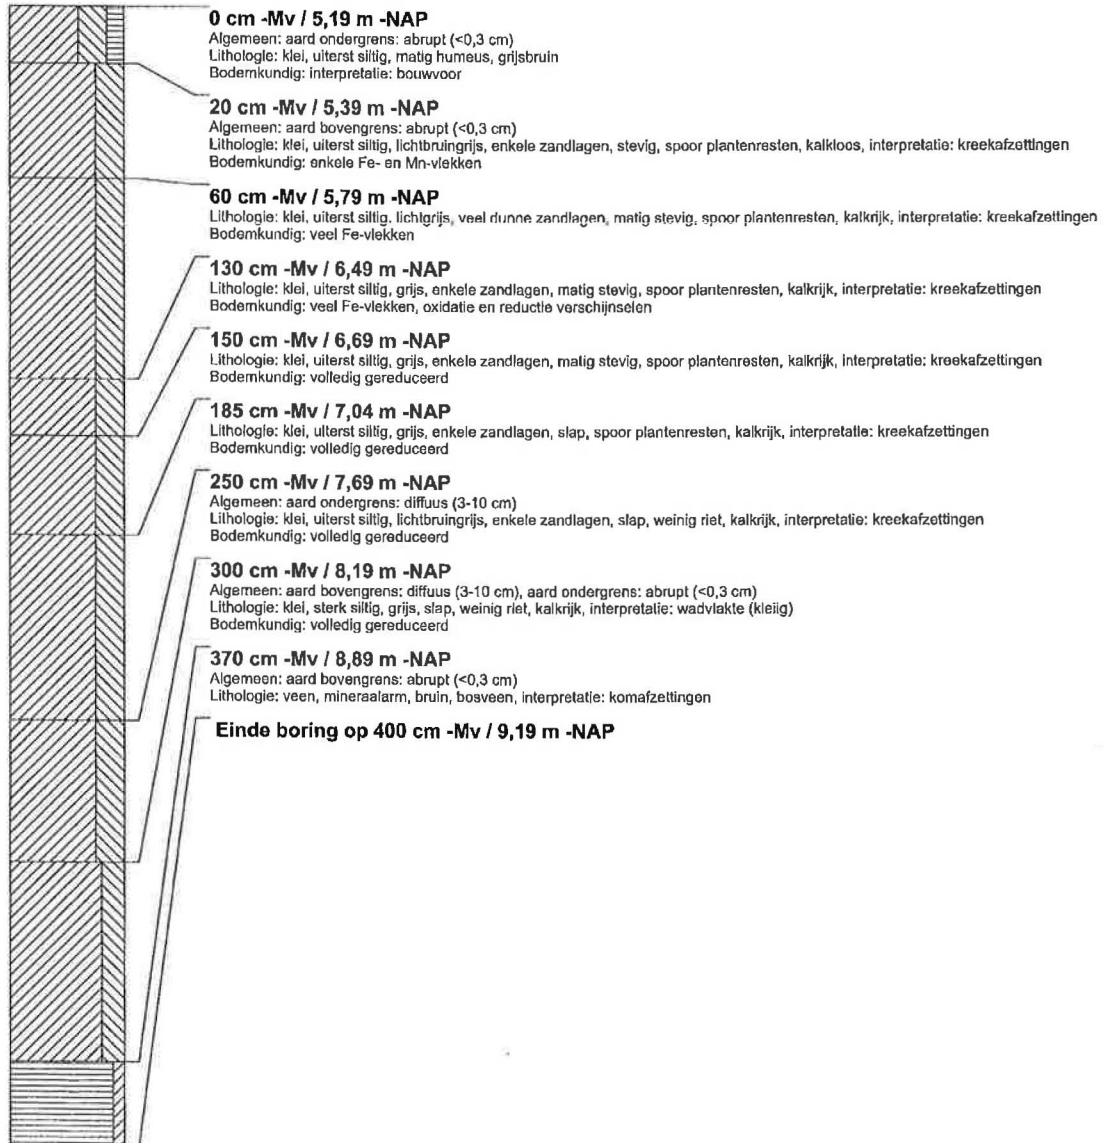 0 cm -Mv / 5,19 m -NAP
Algemeen: aard ondergrens: abrupt (<0,3 cm)
Lithologie: klei, uiterst siltig, matig humeus, grijsbruin
Bodemkundig: interpretatie: bouwvoor
20 cm -Mv / 5,39 m -NAP
Algemeen: aard bovengrens: abrupt (<0,3 cm)
Lithologie: klei, uiterst siltig, lichtbruingrijs, enkele zandlagen, stevig, spoor plantenresten, kalkloos, interpretatie: kreekafzettingen
Bodemkundig: enkele Fe- en Mn-vlekken
60 cm -Mv / 5,79 m -NAP
Lithologie: klei, uiterst siltig, lichtgrijs, veel dunne zandlagen, matig stevig, spoor plantenresten, kalkrijk, interpretatie: kreekafzettingen
Bodemkundig: veel Fe-vlekken
130 cm -Mv / 6,49 m -NAP
Lithologie: klei, uiterst siltig, grijs, enkele zandlagen, matig stevig, spoor plantenresten, kalkrijk, interpretatie: kreekafzettingen
Bodemkundig: veel Fe-vlekken, oxidatie en reductie verschijnselen
150 cm -Mv / 6,69 m -NAP
Lithologie: klei, uiterst siltig, grijs, enkele zandlagen, matig stevig, spoor plantenresten, kalkrijk, interpretatie: kreekafzettingen
Bodemkundig: volledig gereduceerd
185 cm -Mv / 7,04 m -NAP
Lithologie: klei, uiterst siltig, grijs, enkele zandlagen, slap, spoor plantenresten, kalkrijk, interpretatie: kreekafzettingen
Bodemkundig: volledig gereduceerd
250 cm -Mv / 7,69 m -NAP
Algemeen: aard ondergrens: diffuus (3-10 cm)
Lithologie: klei, uiterst siltig, lichtbruingrijs, enkele zandlagen, slap, weinig riet, kalkrijk, interpretatie: kreekafzettingen
Bodemkundig: volledig gereduceerd
300 cm -Mv / 8,19 m -NAP
Algemeen: aard bovengrens: diffuus (3-10 cm), aard ondergrens: abrupt (<0,3 cm)
Lithologie: klei, sterk siltig, grijs, slap, weinig riet, kalkrijk, interpretatie: wadvlakte (kleiig)
Bodemkundig: volledig gereduceerd
370 cm -Mv / 8,89 m -NAP
Algemeen: aard bovengrens: abrupt (<0,3 cm)
Lithologie: veen, mineraalarm, bruin, bosveen, interpretatie: komafzettingen
Einde boring op 400 cm -Mv / 9,19 m -NAP